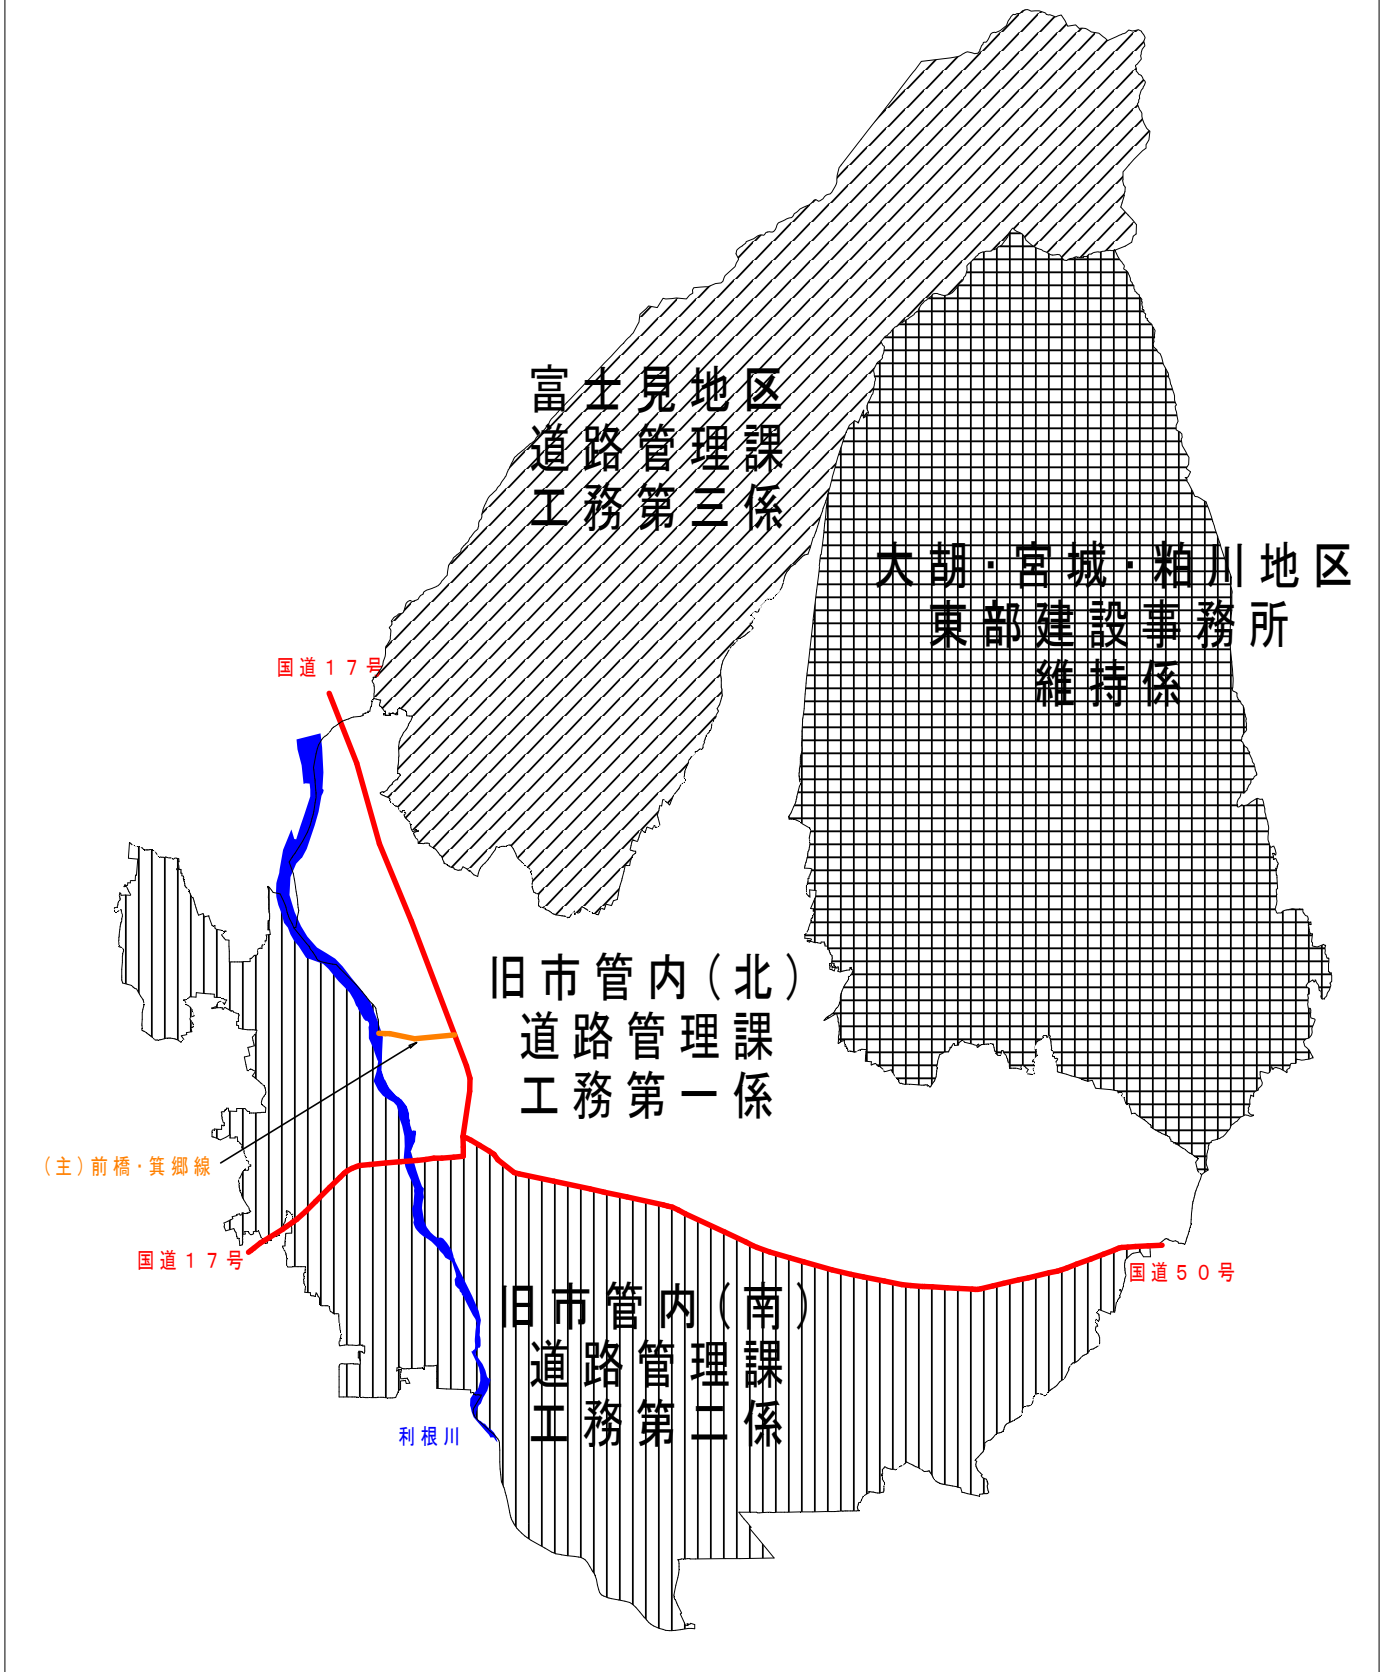 富士見地区
道路管理課
工務第三係
大胡・宮城・粕川地区
東部建設事務所
維持係
国道１７号
旧市管内（北）
道路管理課
工務第一係
（主）前橋・箕郷線
国道１７号
国道５０号
旧市管内（南）
道路管理課
工務第二係
利根川